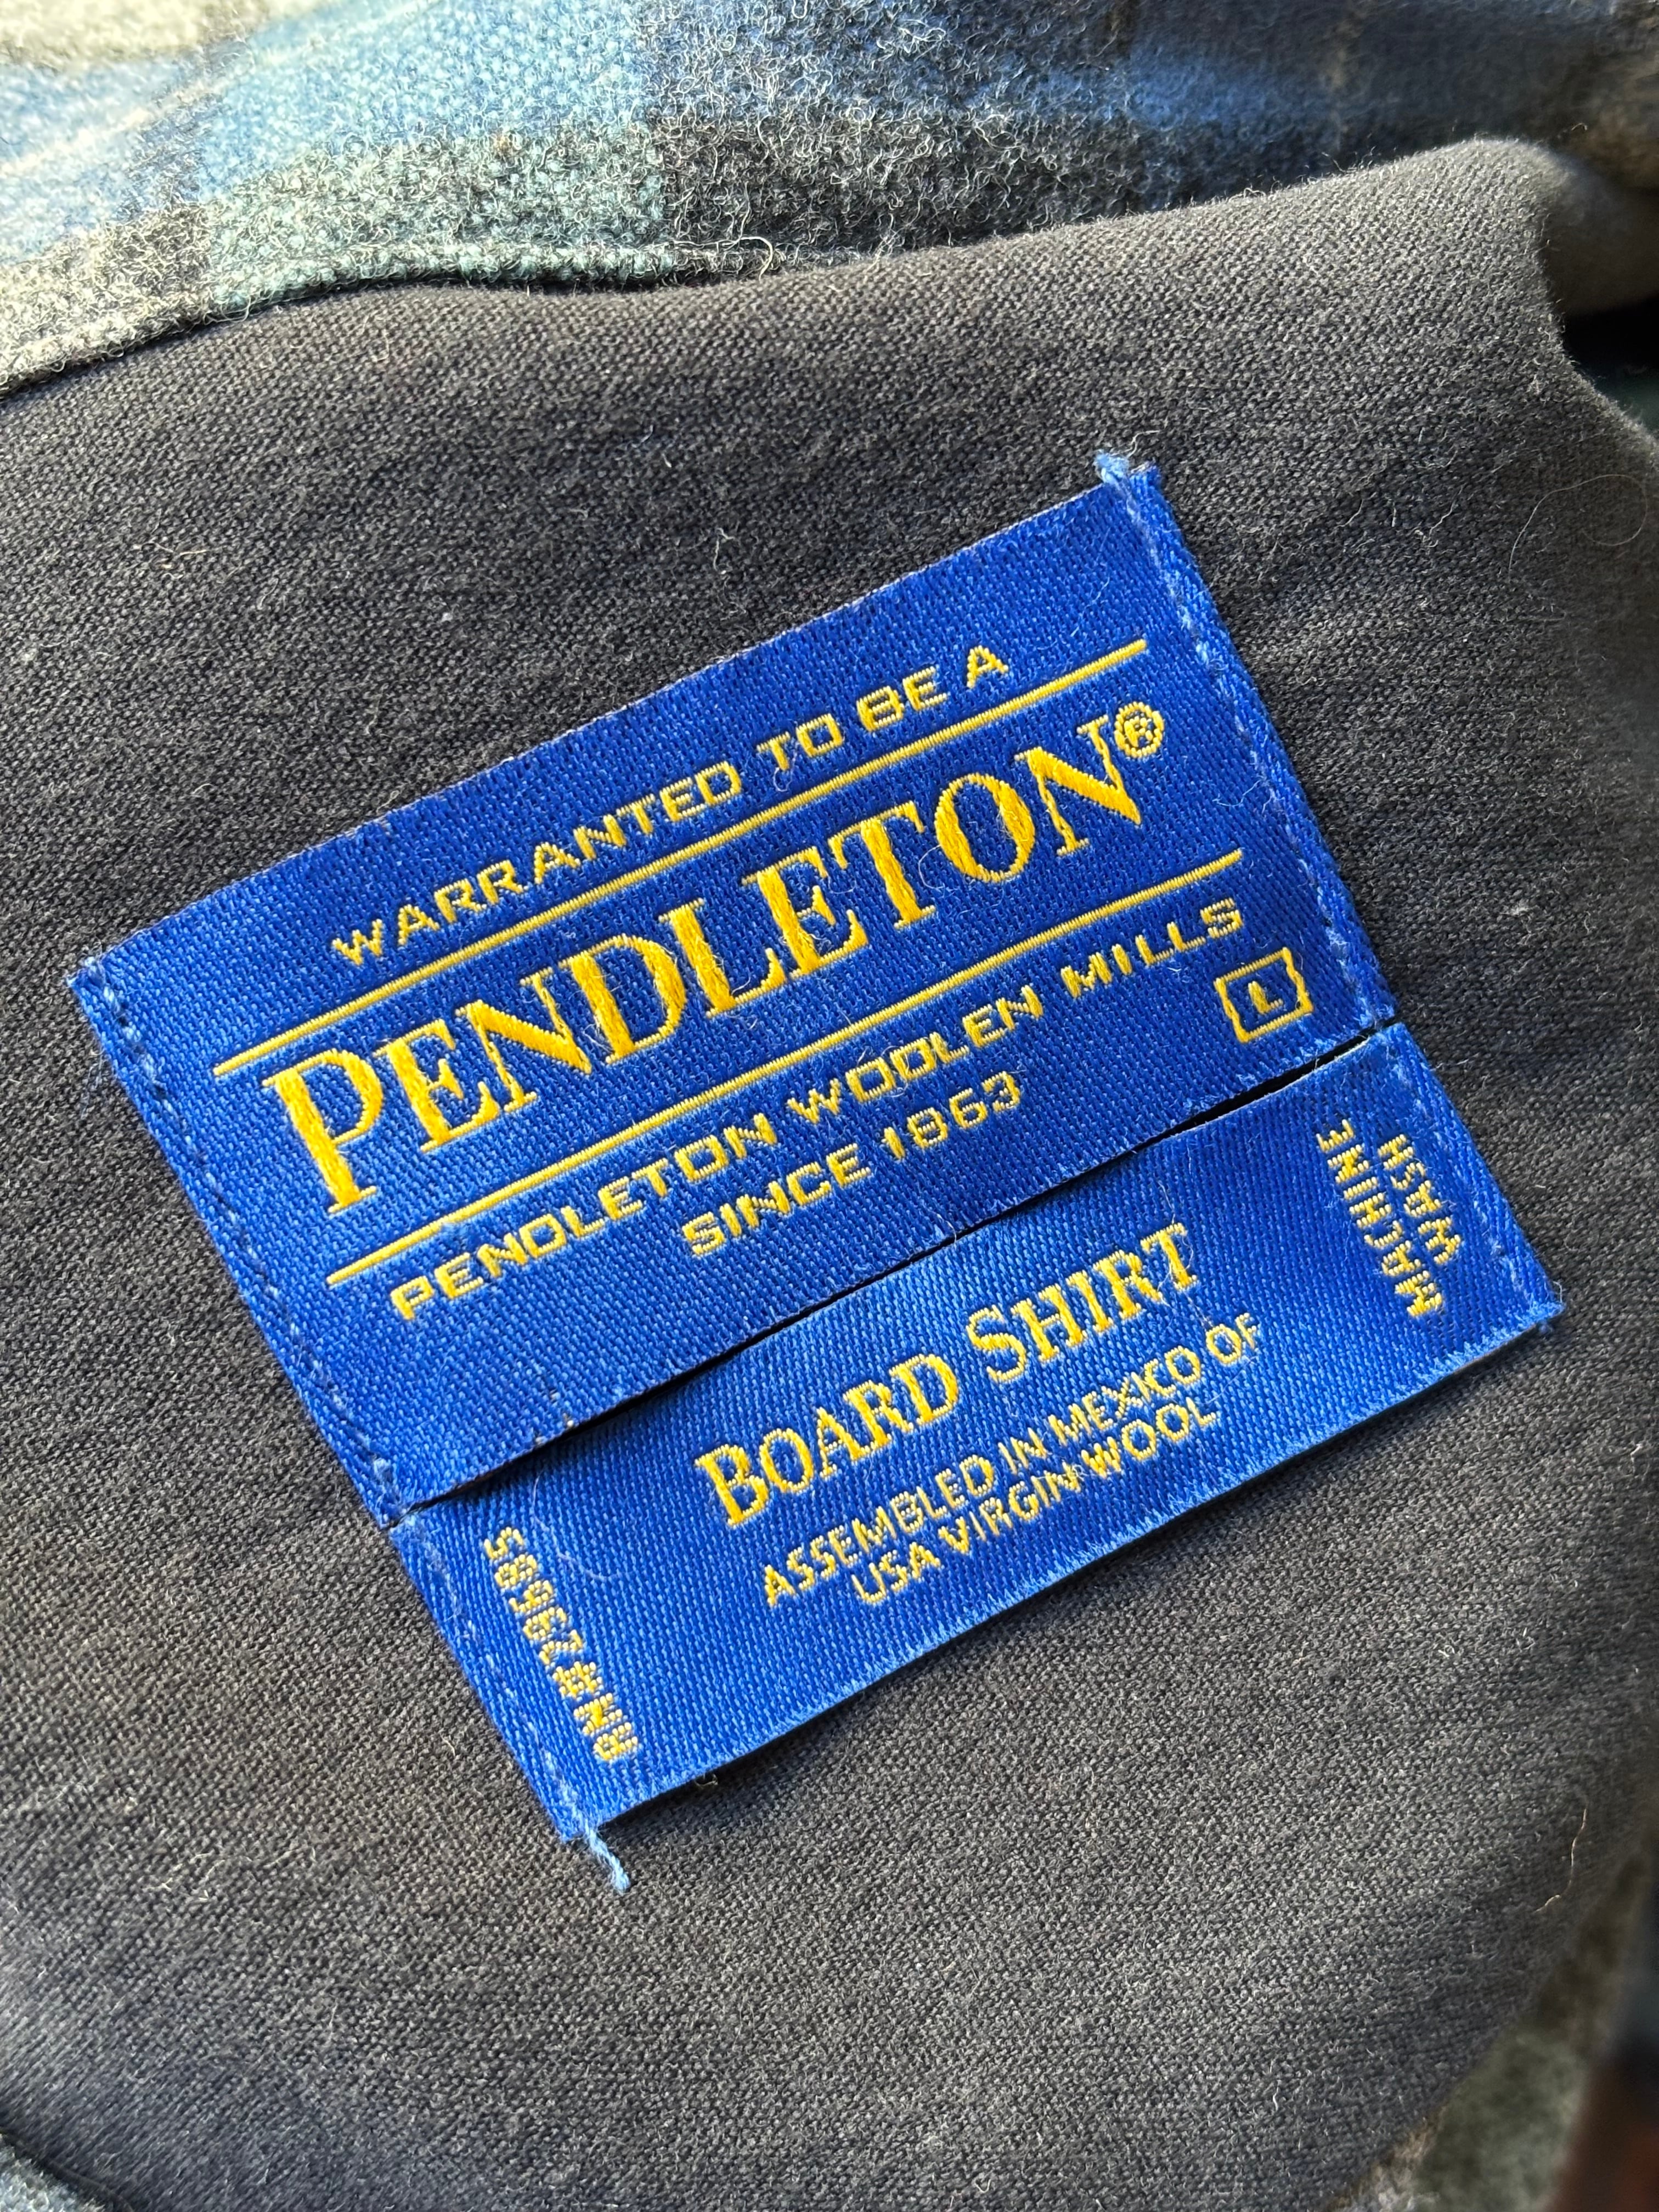 WARRANTED TO BE A
PENDLETON®
PENDLETON WOOLEN MILLS
SINCE 1863
L
BOARD SHIRT
ASSEMBLED IN MEXICO OF
USA VIRGIN WOOL
MACHINE
WASH
RN#29685